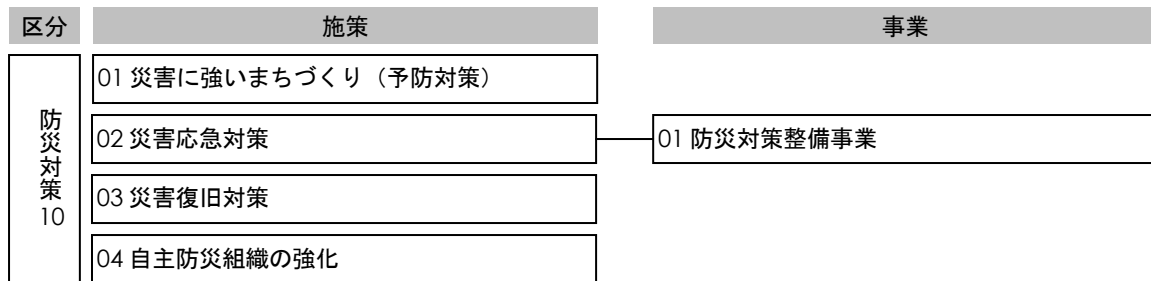 区分
施策
事業
防災対策10
01 災害に強いまちづくり（予防対策）
02 災害応急対策
01 防災対策整備事業
03 災害復旧対策
04 自主防災組織の強化